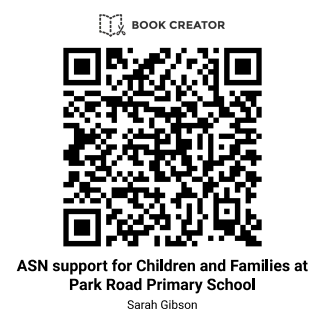 BOOK CREATOR
ASN support for Children and Families at
Park Road Primary School
Sarah Gibson